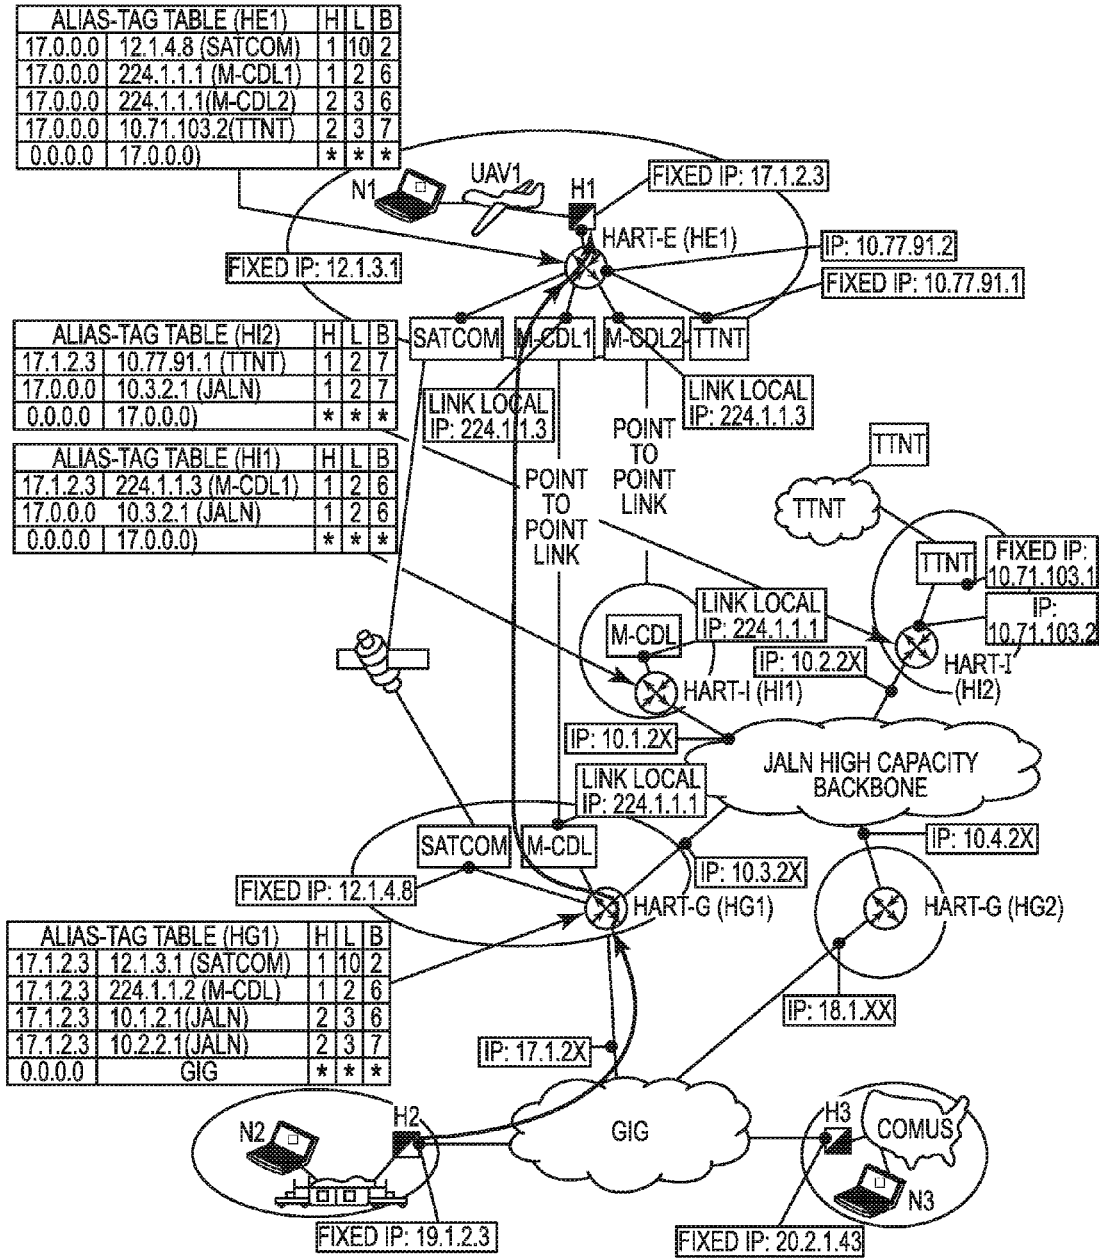 ALIAS-TAG TABLE (HE1) H L B
17.0.0.0 12.1.4.8 (SATCOM) 1 10 2
17.0.0.0 224.1.1.1 (M-CDL1) 1 2 6
17.0.0.0 224.1.1.1(M-CDL2) 2 3 6
17.0.0.0 10.71.103.2(TTNT) 2 3 7
0.0.0.0 17.0.0.0) * * *
N1
UAV1
H1
FIXED IP: 17.1.2.3
HART-E (HE1)
IP: 10.77.91.2
FIXED IP: 12.1.3.1
FIXED IP: 10.77.91.1
SATCOM
M-CDL1
M-CDL2
TTNT
ALIAS-TAG TABLE (HI2) H L B
17.1.2.3 10.77.91.1 (TTNT) 1 2 7
17.0.0.0 10.3.2.1 (JALN) 1 2 7
0.0.0.0 17.0.0.0) * * *
LINK LOCAL
IP: 224.1.1.3
LINK LOCAL
IP: 224.1.1.3
ALIAS-TAG TABLE (HI1) H L B
17.1.2.3 224.1.1.3 (M-CDL1) 1 2 6
17.0.0.0 10.3.2.1 (JALN) 1 2 6
0.0.0.0 17.0.0.0) * * *
POINT
TO
POINT
LINK
POINT
TO
POINT
LINK
TTNT
TTNT
TTNT
FIXED IP:
10.71.103.1
IP:
10.71.103.2
HART-I
(HI2)
LINK LOCAL
IP: 224.1.1.1
M-CDL
IP: 10.2.2X
HART-I (HI1)
IP: 10.1.2X
JALN HIGH CAPACITY
BACKBONE
LINK LOCAL
IP: 224.1.1.1
SATCOM
M-CDL
IP: 10.4.2X
IP: 10.3.2X
FIXED IP: 12.1.4.8
HART-G (HG1)
HART-G (HG2)
ALIAS-TAG TABLE (HG1) H L B
17.1.2.3 12.1.3.1 (SATCOM) 1 10 2
17.1.2.3 224.1.1.2 (M-CDL) 1 2 6
17.1.2.3 10.1.2.1(JALN) 2 3 6
17.1.2.3 10.2.2.1(JALN) 2 3 7
0.0.0.0 GIG * * *
IP: 18.1.XX
IP: 17.1.2X
N2
H2
GIG
H3
COMUS
N3
FIXED IP: 19.1.2.3
FIXED IP: 20.2.1.43